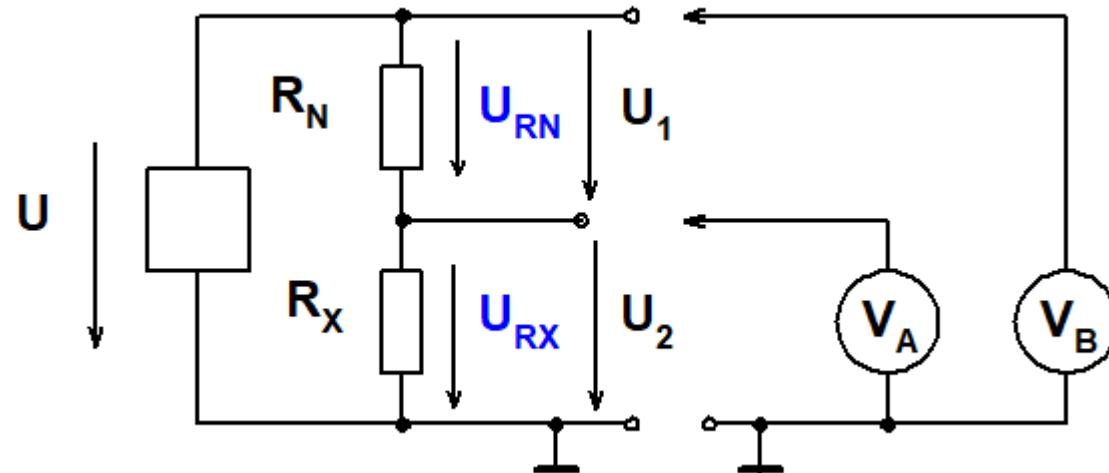 R_N
U_RN
U_1
U
R_X
U_RX
U_2
V_A
V_B